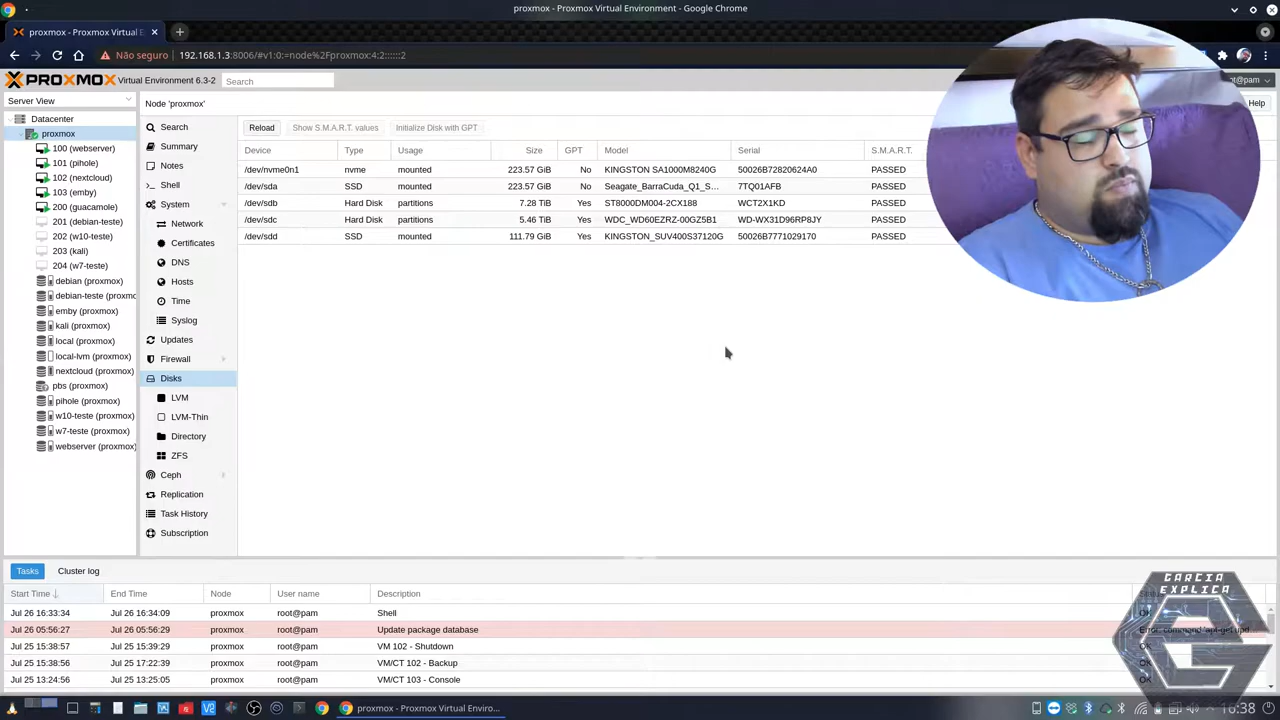 proxmox - Proxmox Virtual Environment - Google Chrome
proxmox - Proxmox Virtual E
Não seguro 192.168.1.3:8006/#v1:0:=node%2Fproxmox:4:2::::::2
PROXMOX Virtual Environment 6.3-2 Search
Server View
Node 'proxmox'
Help
Datacenter
proxmox
100 (webserver)
101 (pihole)
102 (nextcloud)
103 (emby)
200 (guacamole)
201 (debian-teste)
202 (w10-teste)
203 (kali)
204 (w7-teste)
debian (proxmox)
debian-teste (proxmo
emby (proxmox)
kali (proxmox)
local (proxmox)
local-lvm (proxmox)
nextcloud (proxmox)
pbs (proxmox)
pihole (proxmox)
w10-teste (proxmox)
w7-teste (proxmox)
webserver (proxmox)
Search
Summary
Notes
Shell
System
Network
Certificates
DNS
Hosts
Time
Syslog
Updates
Firewall
Disks
LVM
LVM-Thin
Directory
ZFS
Ceph
Replication
Task History
Subscription
Reload Show S.M.A.R.T. values Initialize Disk with GPT
Device Type Usage Size GPT Model Serial S.M.A.R.T.
/dev/nvme0n1 nvme mounted 223.57 GiB No KINGSTON SA1000M8240G 50026B72820624A0 PASSED
/dev/sda SSD mounted 223.57 GiB No Seagate_BarraCuda_Q1_S... 7TQ01AFB PASSED
/dev/sdb Hard Disk partitions 7.28 TiB Yes ST8000DM004-2CX188 WCT2X1KD PASSED
/dev/sdc Hard Disk partitions 5.46 TiB Yes WDC_WD60EZRZ-00GZ5B1 WD-WX31D96RP8JY PASSED
/dev/sdd SSD mounted 111.79 GiB Yes KINGSTON_SUV400S37120G 50026B7771029170 PASSED
Tasks Cluster log
Start Time End Time Node User name Description
Jul 26 16:33:34 Jul 26 16:34:09 proxmox root@pam Shell OK
Jul 26 05:56:27 Jul 26 05:56:29 proxmox root@pam Update package database Error: command 'apt-get upd...
Jul 25 15:38:57 Jul 25 15:39:29 proxmox root@pam VM 102 - Shutdown OK
Jul 25 15:38:56 Jul 25 17:22:39 proxmox root@pam VM/CT 102 - Backup OK
Jul 25 13:24:56 Jul 25 13:25:05 proxmox root@pam VM/CT 103 - Console OK
GARCIA
EXPLICA
proxmox - Proxmox Virtual Enviro...
16:38